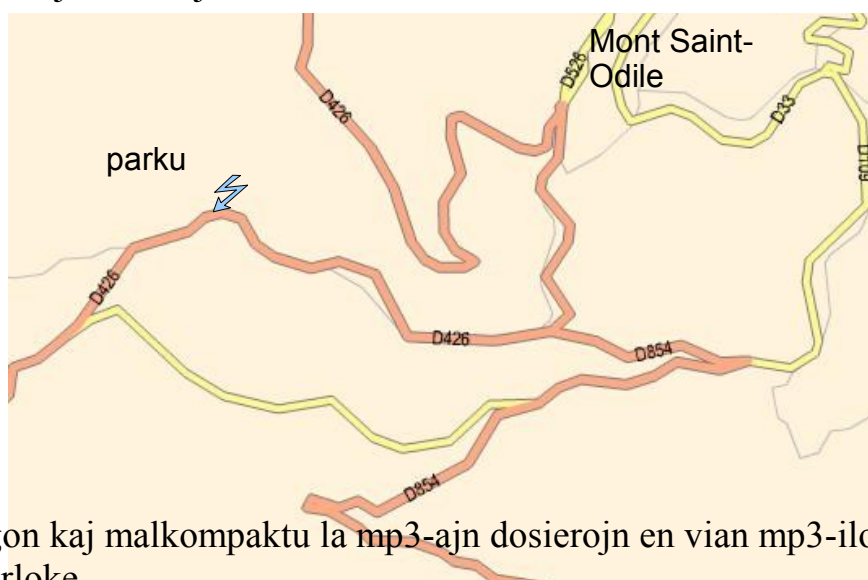 Mont Saint-
Odile
D526
D426
D33
parku
D426
D426
D854
D854
kaj malkompaktu la mp3-ajn dosierojn en vian mp3-ilo